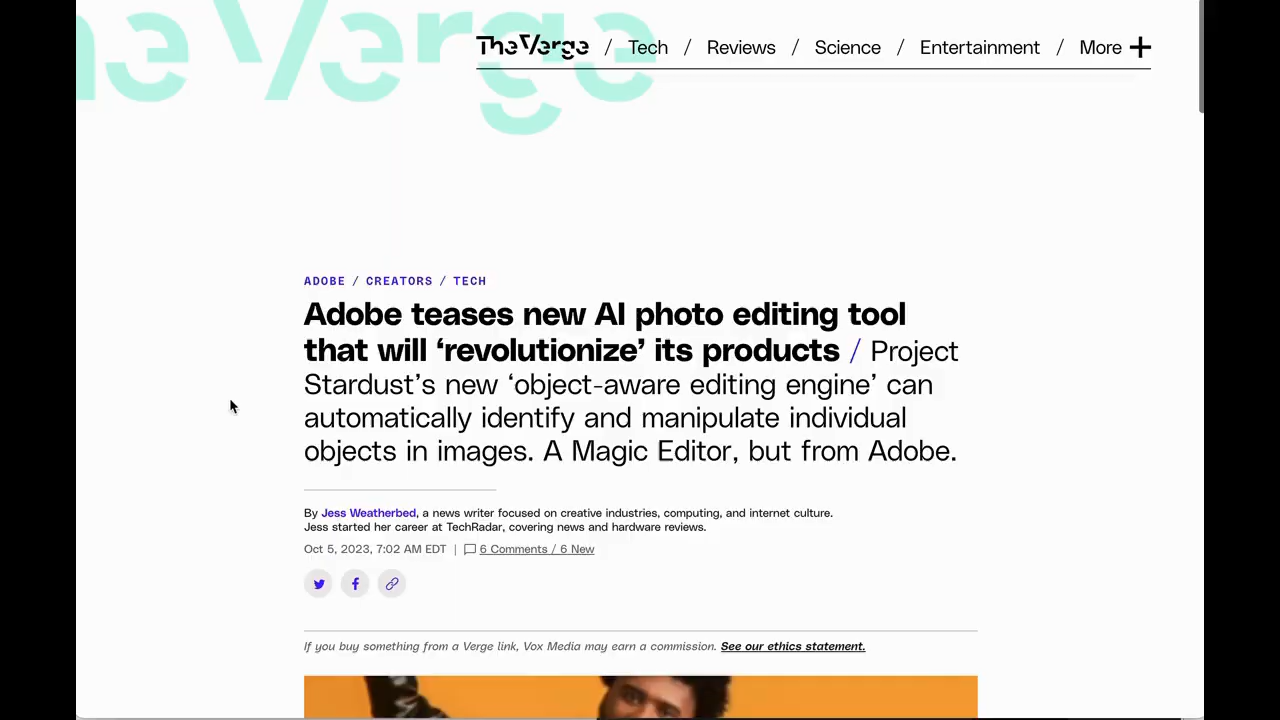 The Verge
The Verge / Tech / Reviews / Science / Entertainment / More +
ADOBE / CREATORS / TECH
Adobe teases new AI photo editing tool
that will ‘revolutionize’ its products / Project
Stardust’s new ‘object-aware editing engine’ can
automatically identify and manipulate individual
objects in images. A Magic Editor, but from Adobe.
By Jess Weatherbed, a news writer focused on creative industries, computing, and internet culture.
Jess started her career at TechRadar, covering news and hardware reviews.
Oct 5, 2023, 7:02 AM EDT | 6 Comments / 6 New
If you buy something from a Verge link, Vox Media may earn a commission. See our ethics statement.